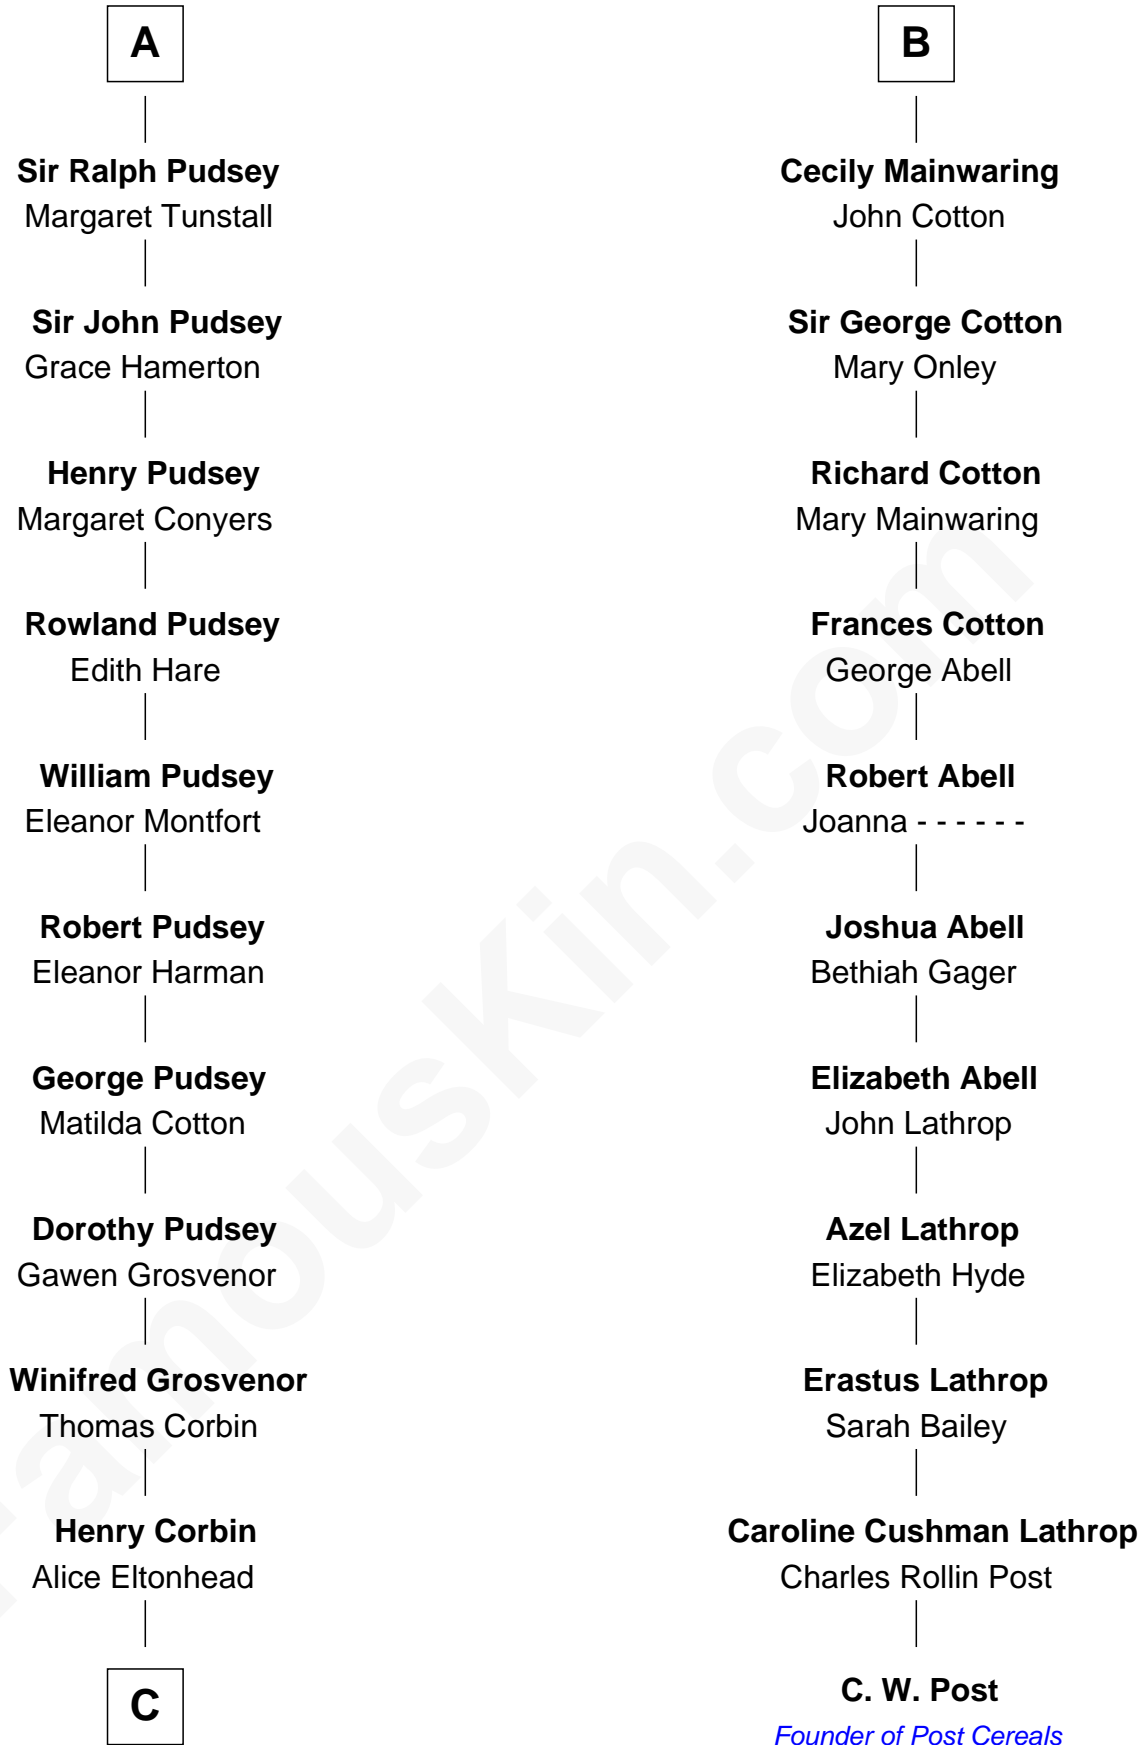 A
Sir Ralph Pudsey
Margaret Tunstall
Sir John Pudsey
Grace Hamerton
Henry Pudsey
Margaret Conyers
Rowland Pudsey
Edith Hare
William Pudsey
Eleanor Montfort
Robert Pudsey
Eleanor Harman
George Pudsey
Matilda Cotton
Dorothy Pudsey
Gawen Grosvenor
Winifred Grosvenor
Thomas Corbin
Henry Corbin
Alice Eltonhead
C
B
Cecily Mainwaring
John Cotton
Sir George Cotton
Mary Onley
Richard Cotton
Mary Mainwaring
Frances Cotton
George Abell
Robert Abell
Joanna - - - - - -
Joshua Abell
Bethiah Gager
Elizabeth Abell
John Lathrop
Azel Lathrop
Elizabeth Hyde
Erastus Lathrop
Sarah Bailey
Caroline Cushman Lathrop
Charles Rollin Post
C. W. Post
Founder of Post Cereals
FamousKin.com